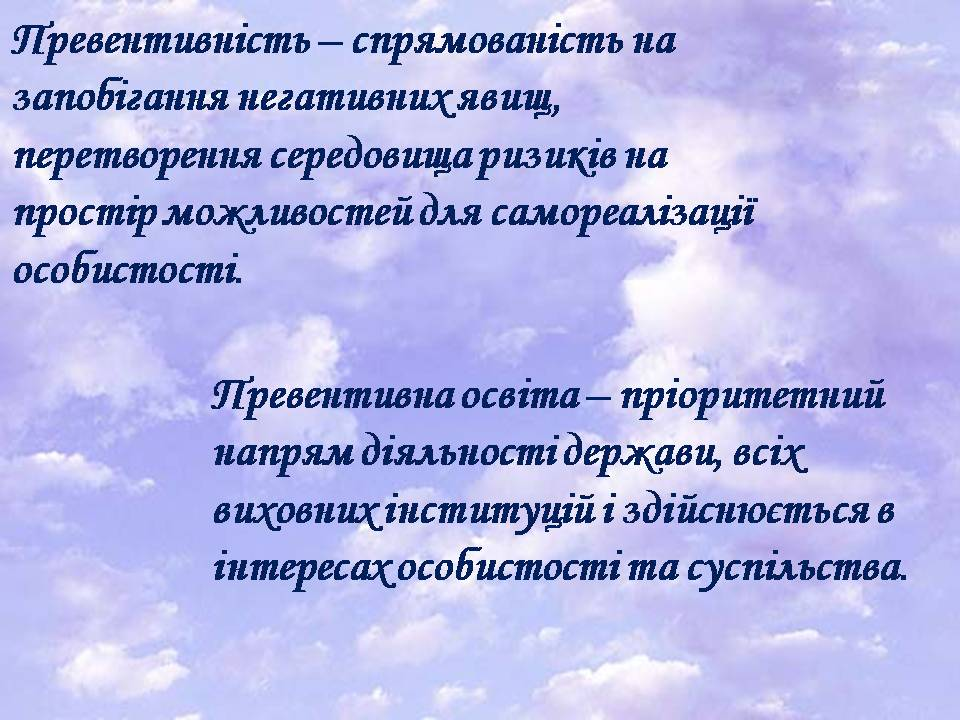 Превентивність – спрямованість на
запобігання негативних явищ,
перетворення середовища ризиків на
простір можливостей для самореалізації
особистості.
Превентивна освіта – пріоритетний
напрям діяльності держави, всіх
виховних інституцій і здійснюється в
інтересах особистості та суспільства.